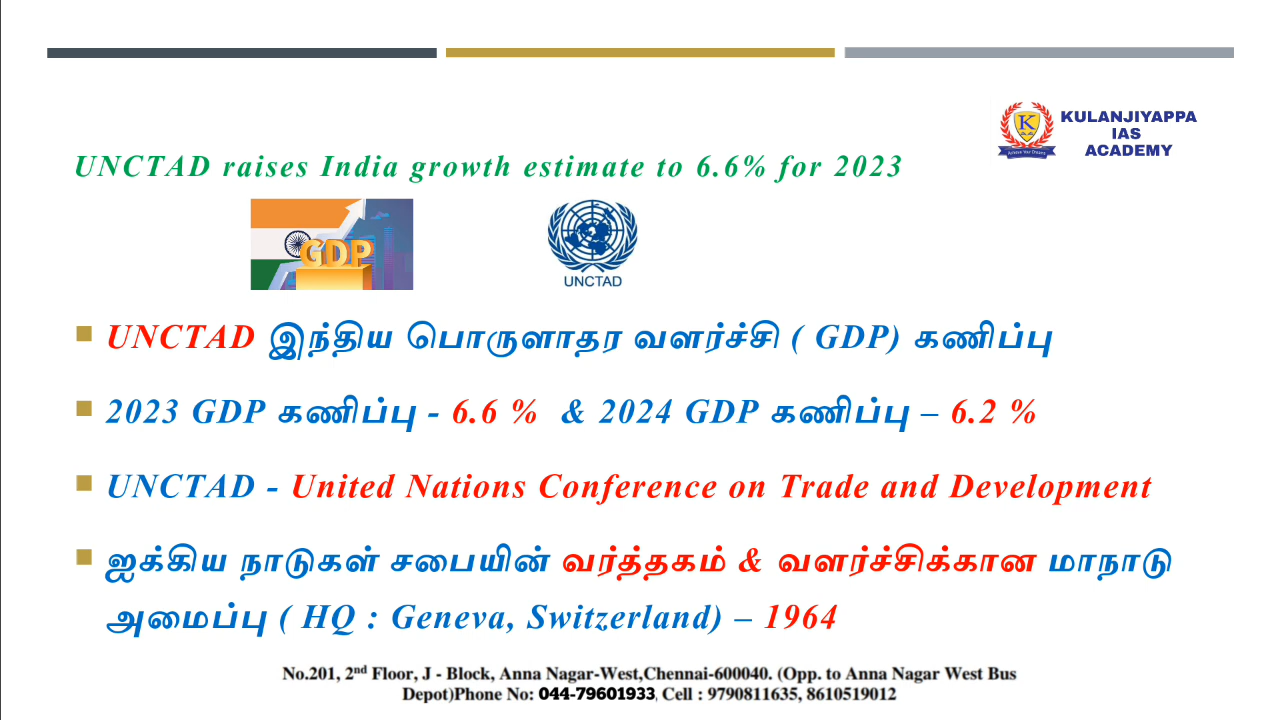 KULANJIYAPPA
IAS
ACADEMY
UNCTAD raises India growth estimate to 6.6% for 2023
GDP
UNCTAD
UNCTAD இந்திய பொருளாதர வளர்ச்சி ( GDP) கணிப்பு
2023 GDP கணிப்பு - 6.6 % & 2024 GDP கணிப்பு – 6.2 %
UNCTAD - United Nations Conference on Trade and Development
ஐக்கிய நாடுகள் சபையின் வர்த்தகம் & வளர்ச்சிக்கான மாநாடு
அமைப்பு ( HQ : Geneva, Switzerland) – 1964
No.201, 2nd Floor, J - Block, Anna Nagar-West,Chennai-600040. (Opp. to Anna Nagar West Bus
Depot)Phone No: 044-79601933, Cell : 9790811635, 8610519012